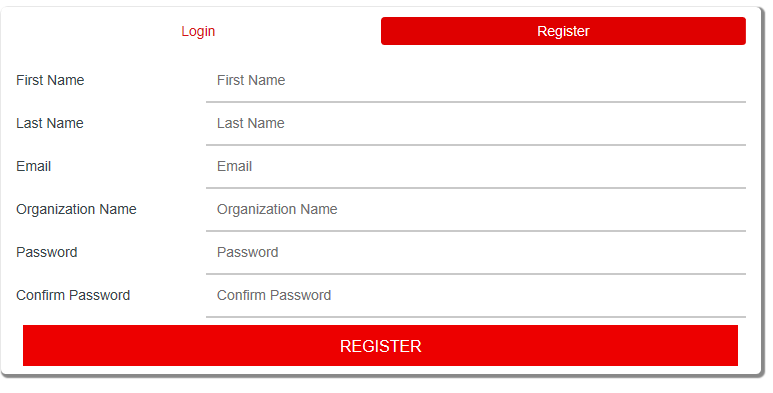 Login Register
First Name First Name
Last Name Last Name
Email Email
Organization Name Organization Name
Password Password
Confirm Password Confirm Password
REGISTER